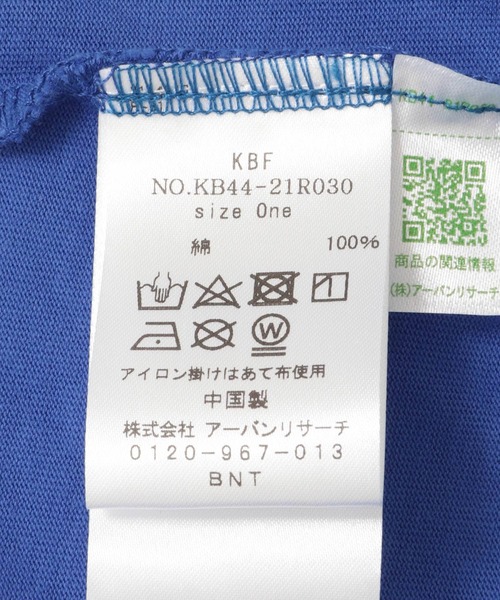 KBF
NO.KB44-21R030
size One
綿 100%
W
アイロン掛けはあて布使用
中国製
株式会社 アーバンリサーチ
0120-967-013
BNT
商品の関連情報
(株)アーバンリサーチ